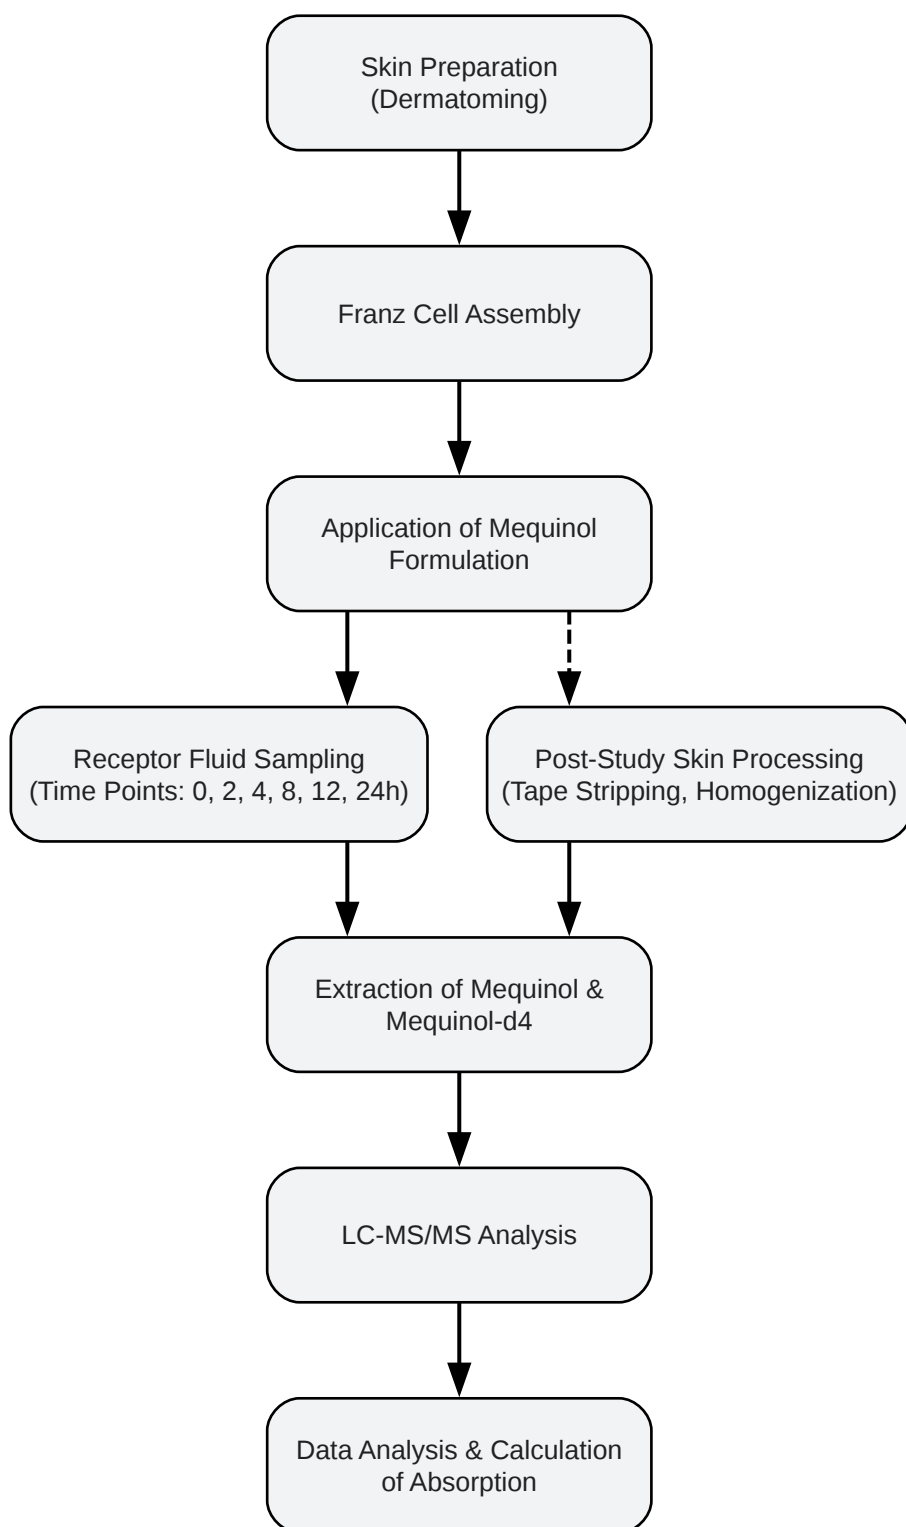 Skin Preparation
(Dermatoming)
Franz Cell Assembly
Application of Mequinol
Formulation
Receptor Fluid Sampling
(Time Points: 0, 2, 4, 8, 12, 24h)
Post-Study Skin Processing
(Tape Stripping, Homogenization)
Extraction of Mequinol &
Mequinol-d4
LC-MS/MS Analysis
Data Analysis & Calculation
of Absorption